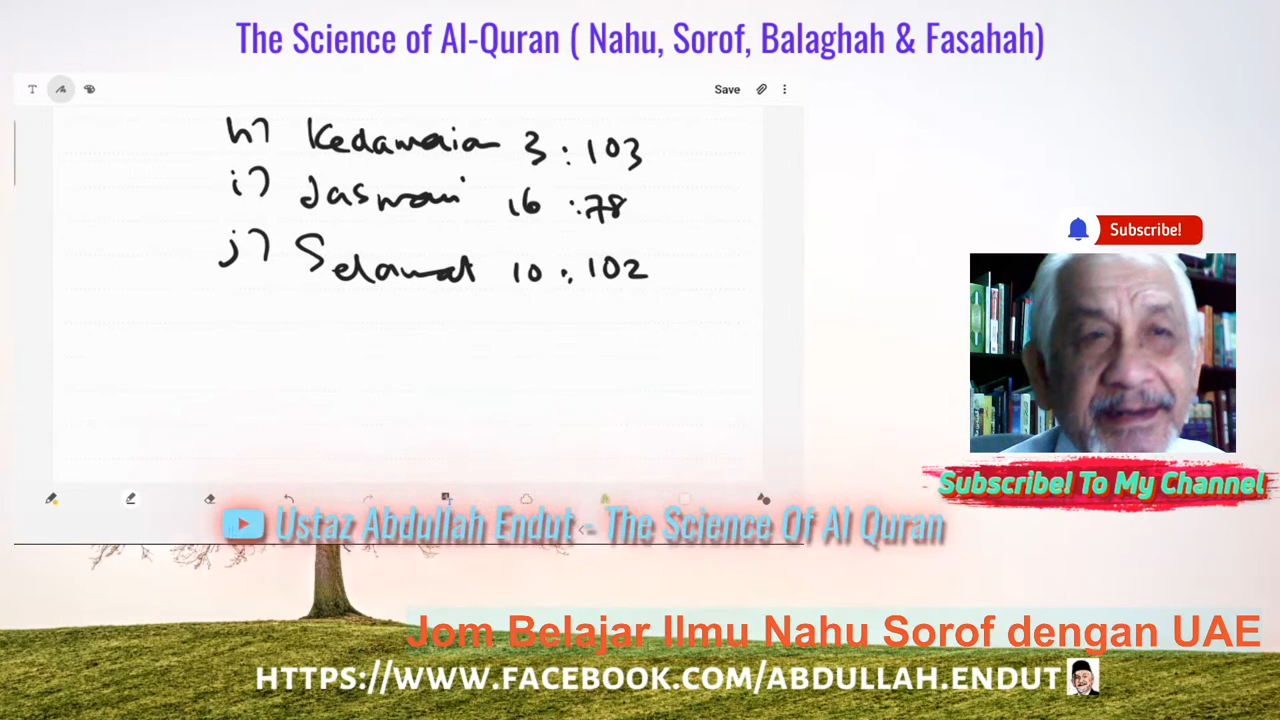 The Science of Al-Quran ( Nahu, Sorof, Balaghah & Fasahah)
T
Save
h) Kedamaian 3 : 103
i) Jasmani 16 : 78
j) Selamat 10 : 102
Subscribe!
Subscribe! To My Channel
Ustaz Abdullah Endut - The Science Of Al Quran
Jom Belajar Ilmu Nahu Sorof dengan UAE
HTTPS://WWW.FACEBOOK.COM/ABDULLAH.ENDUT